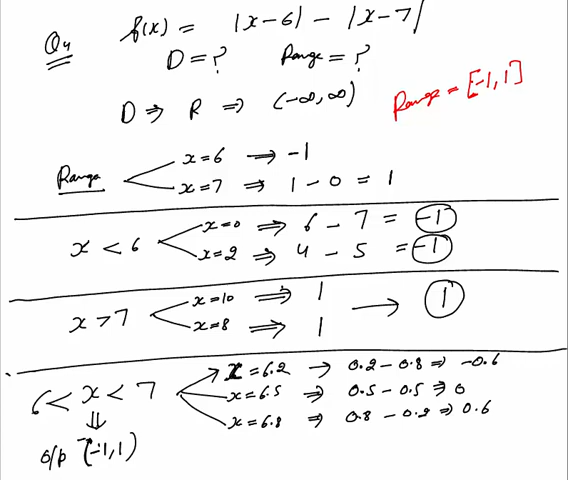 Q4 f(x) = |x-6| - |x-7|
D = ? Range = ?
D ⇒ R ⇒ (-∞,∞)
Range = [-1,1]
Range
x=6 ⇒ -1
x=7 ⇒ 1 - 0 = 1
x < 6
x=0 ⇒ 6 - 7 = -1
x=2 ⇒ 4 - 5 = -1
x > 7
x=10 ⇒ 1
x=8 ⇒ 1
→ 1
6 < x < 7
x = 6.2 → 0.2 - 0.8 ⇒ -0.6
x = 6.5 ⇒ 0.5 - 0.5 ⇒ 0
x = 6.8 ⇒ 0.8 - 0.2 ⇒ 0.6
⇓
o/p (-1,1)